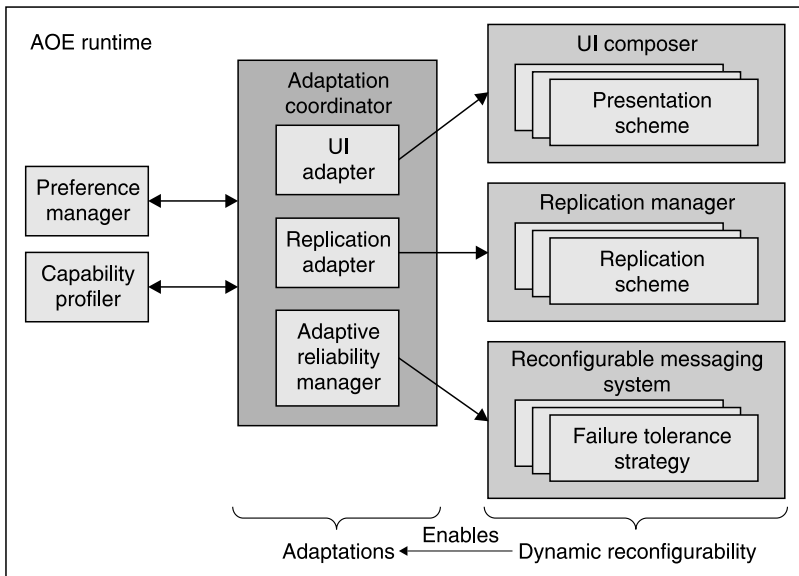 AOE runtime
Preference
manager
Capability
profiler
Adaptation
coordinator
UI
adapter
Replication
adapter
Adaptive
reliability
manager
UI composer
Presentation
scheme
Replication manager
Replication
scheme
Reconfigurable messaging
system
Failure tolerance
strategy
Adaptations
Enables
Dynamic reconfigurability